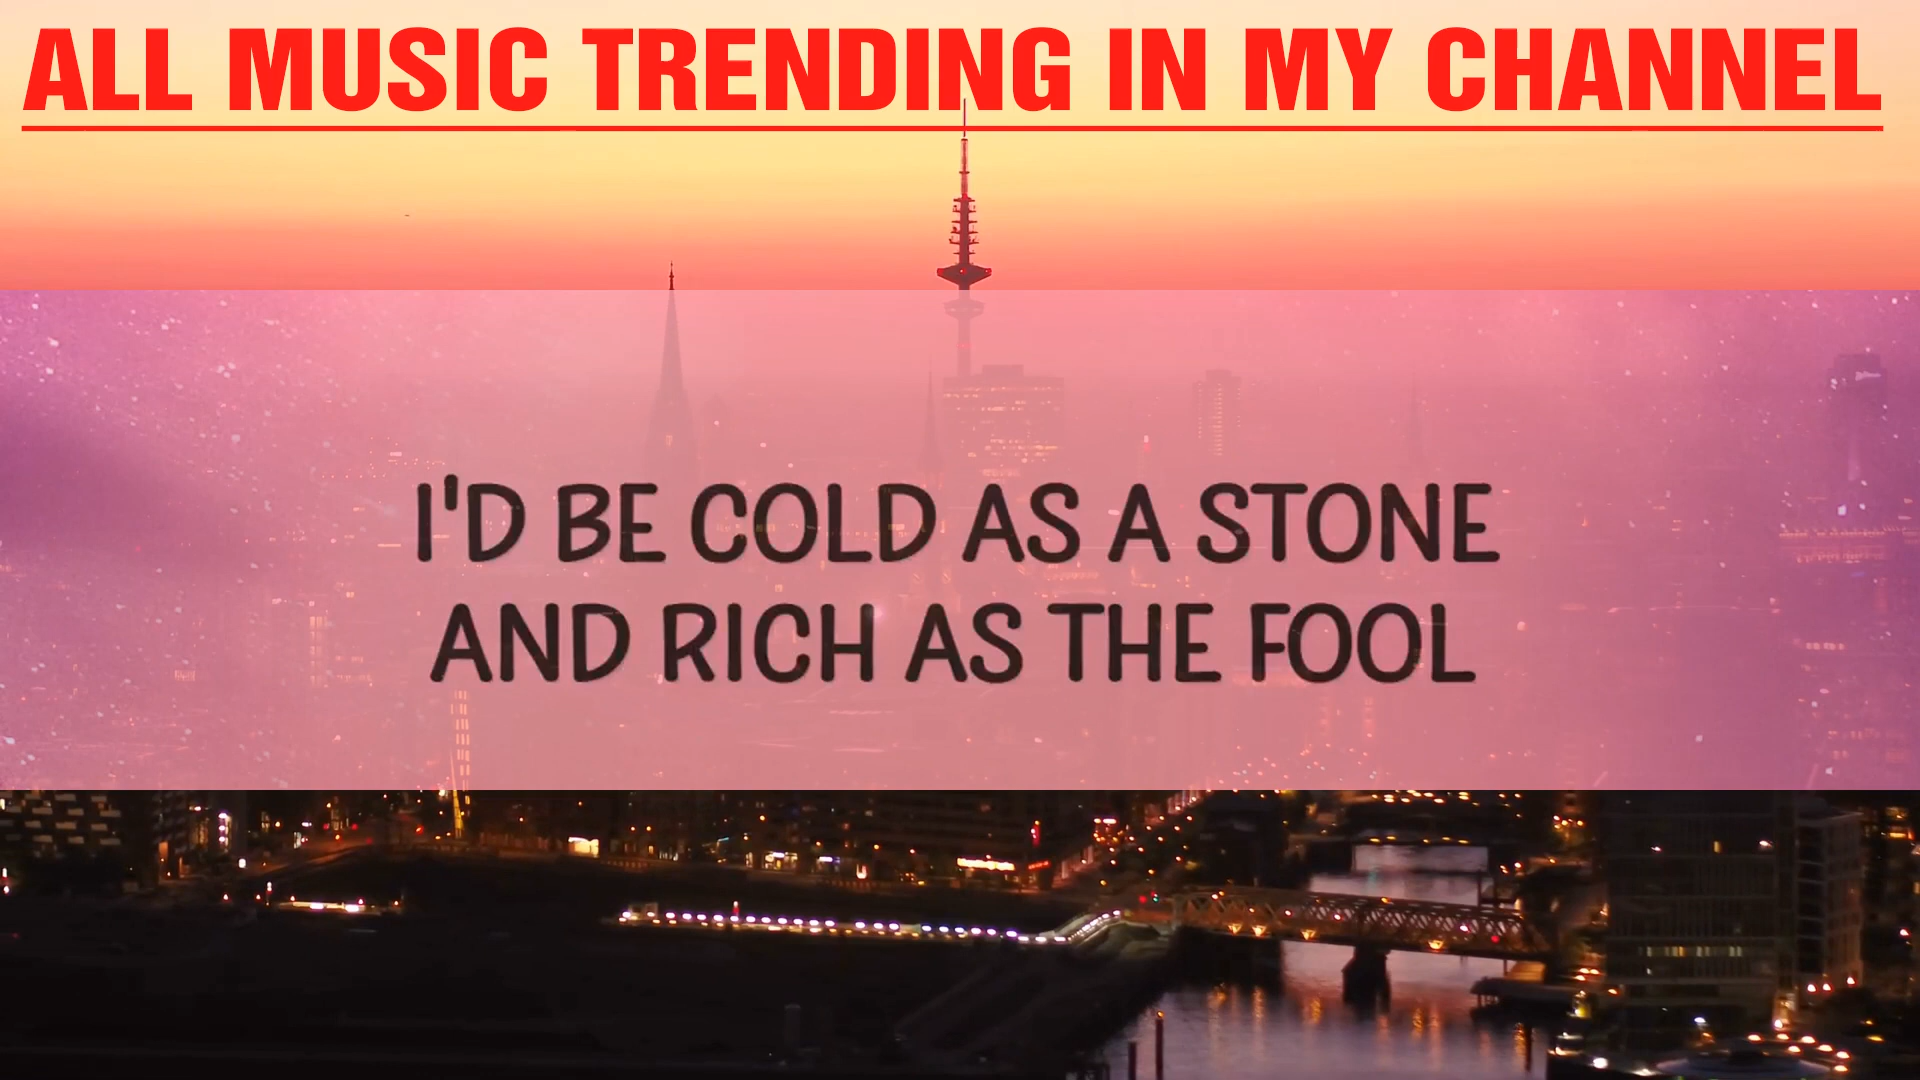 ALL MUSIC TRENDING IN MY CHANNEL
I'D BE COLD AS A STONE
AND RICH AS THE FOOL